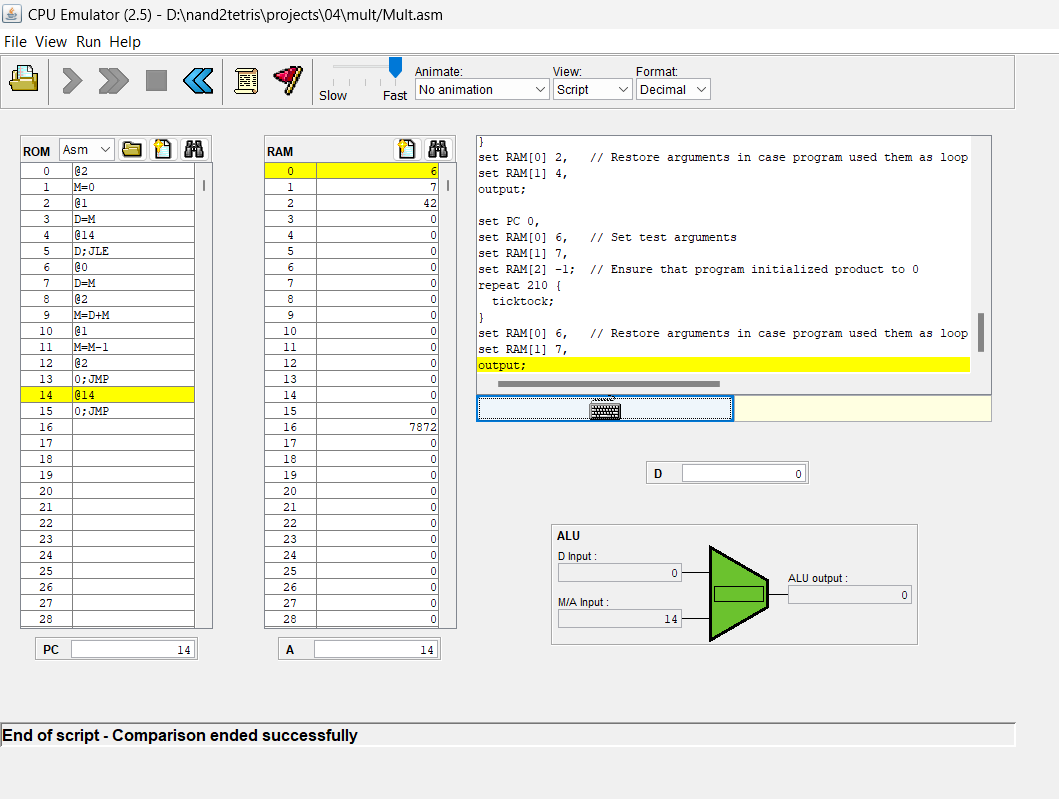 CPU Emulator (2.5) - D:\nand2tetris\projects\04\mult/Mult.asm
File View Run Help
Slow Fast
Animate: View: Format:
No animation Script Decimal
ROM Asm
0 @2
1 M=0
2 @1
3 D=M
4 @14
5 D;JLE
6 @0
7 D=M
8 @2
9 M=D+M
10 @1
11 M=M-1
12 @2
13 0;JMP
14 @14
15 0;JMP
16
17
18
19
20
21
22
23
24
25
26
27
28
PC 14
RAM
0 6
1 7
2 42
3 0
4 0
5 0
6 0
7 0
8 0
9 0
10 0
11 0
12 0
13 0
14 0
15 0
16 7872
17 0
18 0
19 0
20 0
21 0
22 0
23 0
24 0
25 0
26 0
27 0
28 0
A 14
}
set RAM[0] 2, // Restore arguments in case program used them as loop
set RAM[1] 4,
output;
set PC 0,
set RAM[0] 6, // Set test arguments
set RAM[1] 7,
set RAM[2] -1; // Ensure that program initialized product to 0
repeat 210 {
ticktock;
}
set RAM[0] 6, // Restore arguments in case program used them as loop
set RAM[1] 7,
output;
D 0
ALU
D Input :
0
M/A Input :
14
ALU output :
0
End of script - Comparison ended successfully